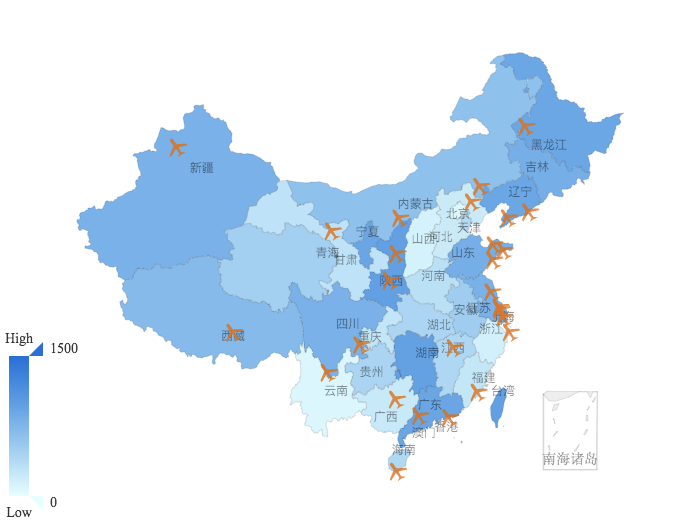 黑龙江
吉林
新疆
辽宁
内蒙古
北京
天津
宁夏
山西
河北
青海
甘肃
山东
陕西
河南
江苏
安徽
上海
四川
湖北
浙江
西藏
重庆
湖南
江西
High
1500
贵州
福建
云南
台湾
广东
广西
香港
澳门
海南
南海诸岛
0
Low